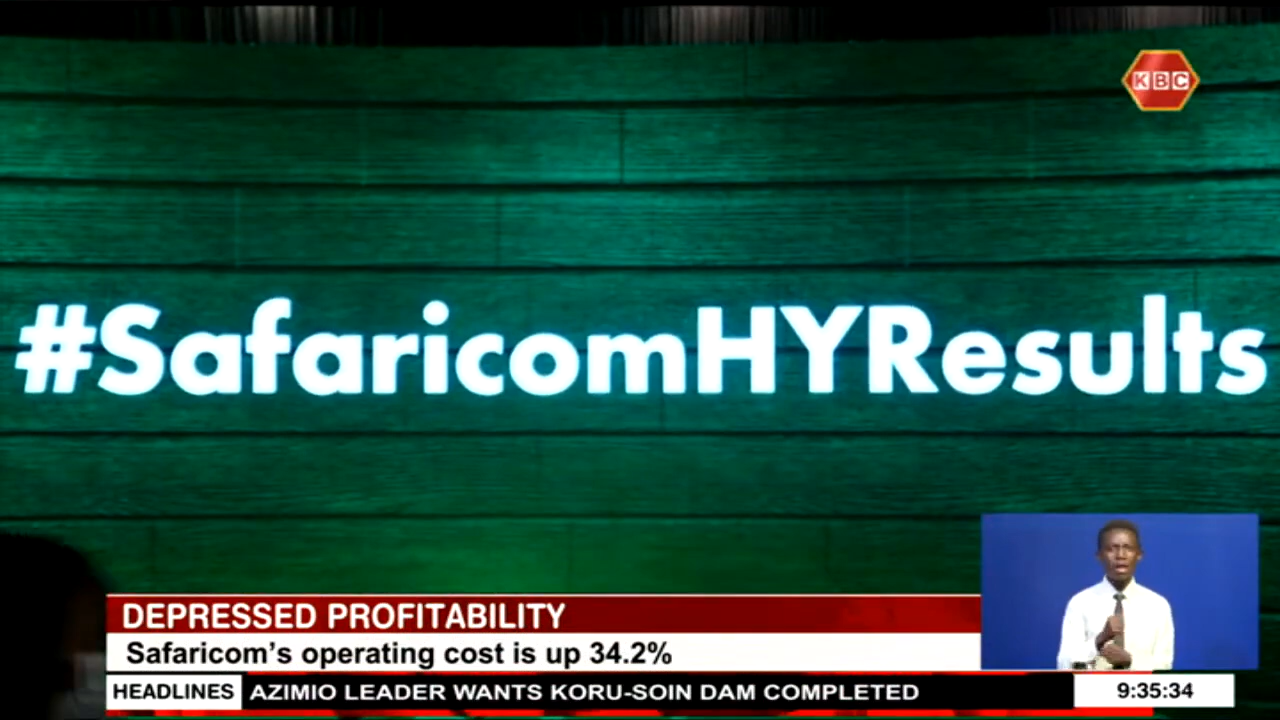 KBC
#SafaricomHYResults
DEPRESSED PROFITABILITY
Safaricom's operating cost is up 34.2%
HEADLINES AZIMIO LEADER WANTS KORU-SOIN DAM COMPLETED 9:35:34